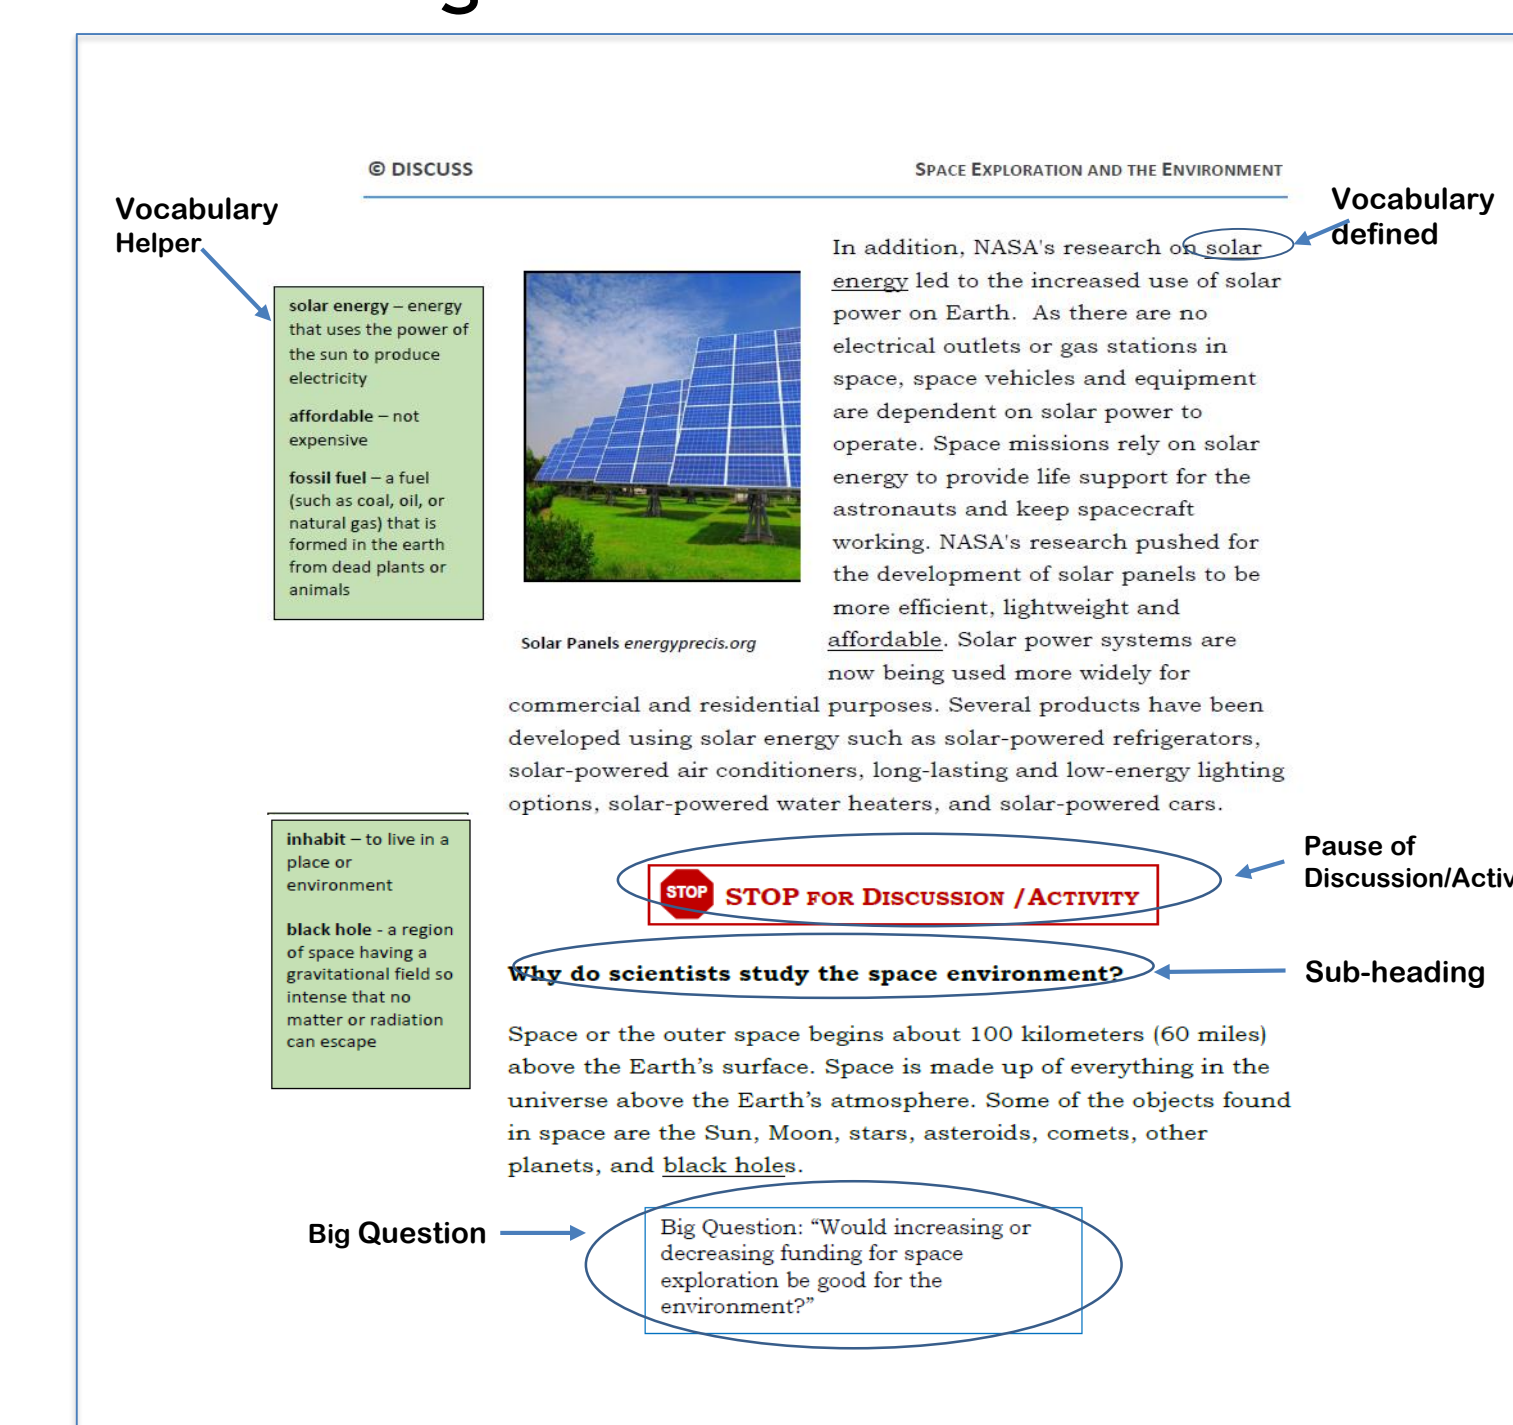 © DISCUSS
SPACE EXPLORATION AND THE ENVIRONMENT
Vocabulary
Helper
Vocabulary
defined
solar energy – energy
that uses the power of
the sun to produce
electricity
affordable – not
expensive
fossil fuel – a fuel
(such as coal, oil, or
natural gas) that is
formed in the earth
from dead plants or
animals
Solar Panels energyprecis.org
In addition, NASA's research on solar
energy led to the increased use of solar
power on Earth. As there are no
electrical outlets or gas stations in
space, space vehicles and equipment
are dependent on solar power to
operate. Space missions rely on solar
energy to provide life support for the
astronauts and keep spacecraft
working. NASA's research pushed for
the development of solar panels to be
more efficient, lightweight and
affordable. Solar power systems are
now being used more widely for
commercial and residential purposes. Several products have been
developed using solar energy such as solar-powered refrigerators,
solar-powered air conditioners, long-lasting and low-energy lighting
options, solar-powered water heaters, and solar-powered cars.
inhabit – to live in a
place or
environment
black hole - a region
of space having a
gravitational field so
intense that no
matter or radiation
can escape
STOP
STOP FOR DISCUSSION /ACTIVITY
Pause of
Discussion/Activ
Why do scientists study the space environment?
Sub-heading
Space or the outer space begins about 100 kilometers (60 miles)
above the Earth’s surface. Space is made up of everything in the
universe above the Earth’s atmosphere. Some of the objects found
in space are the Sun, Moon, stars, asteroids, comets, other
planets, and black holes.
Big Question
Big Question: “Would increasing or
decreasing funding for space
exploration be good for the
environment?”